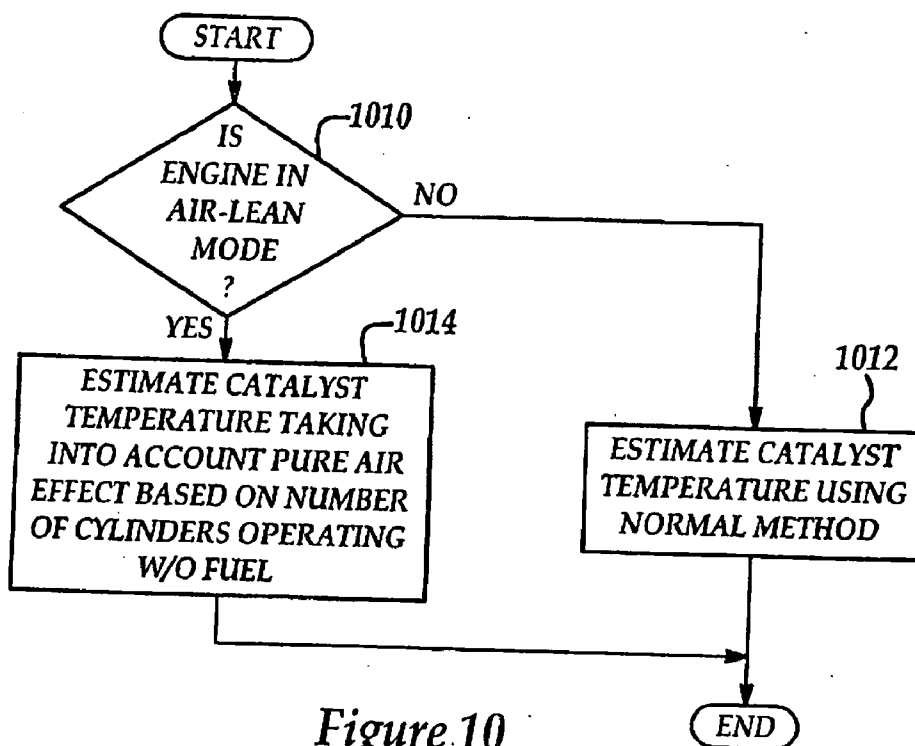 START
1010
IS
ENGINE IN
AIR-LEAN
MODE
?
NO
YES
1014
ESTIMATE CATALYST
TEMPERATURE TAKING
INTO ACCOUNT PURE AIR
EFFECT BASED ON NUMBER
OF CYLINDERS OPERATING
W/O FUEL
1012
ESTIMATE CATALYST
TEMPERATURE USING
NORMAL METHOD
END
Figure 10